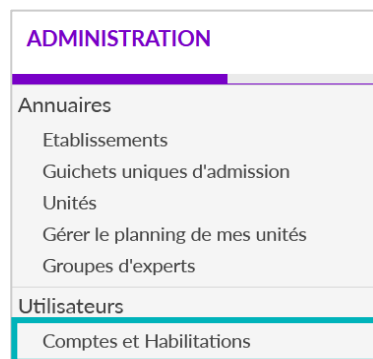 ADMINISTRATION
Annuaires
Etablissements
Guichets uniques d'admission
Unités
Gérer le planning de mes unités
Groupes d'experts
Utilisateurs
Comptes et Habilitations